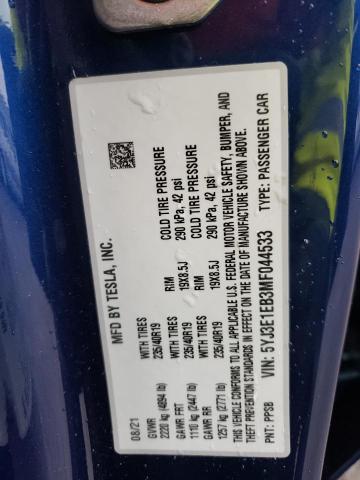 MFD BY TESLA, INC.
08/21
GVWR WITH TIRES RIM COLD TIRE PRESSURE
2220 kg (4894 lb) 235/40R19 19X8.5J 290 kPa, 42 psi
GAWR FRT
1110 kg (2447 lb) WITH TIRES RIM COLD TIRE PRESSURE
GAWR RR 235/40R19 19X8.5J 290 kPa, 42 psi
1257 kg (2771 lb)
THIS VEHICLE CONFORMS TO ALL APPLICABLE U.S. FEDERAL MOTOR VEHICLE SAFETY, BUMPER, AND
THEFT PREVENTION STANDARDS IN EFFECT ON THE DATE OF MANUFACTURE SHOWN ABOVE.
PNT: PPSB VIN: 5YJ3E1EB3MF044533 TYPE: PASSENGER CAR